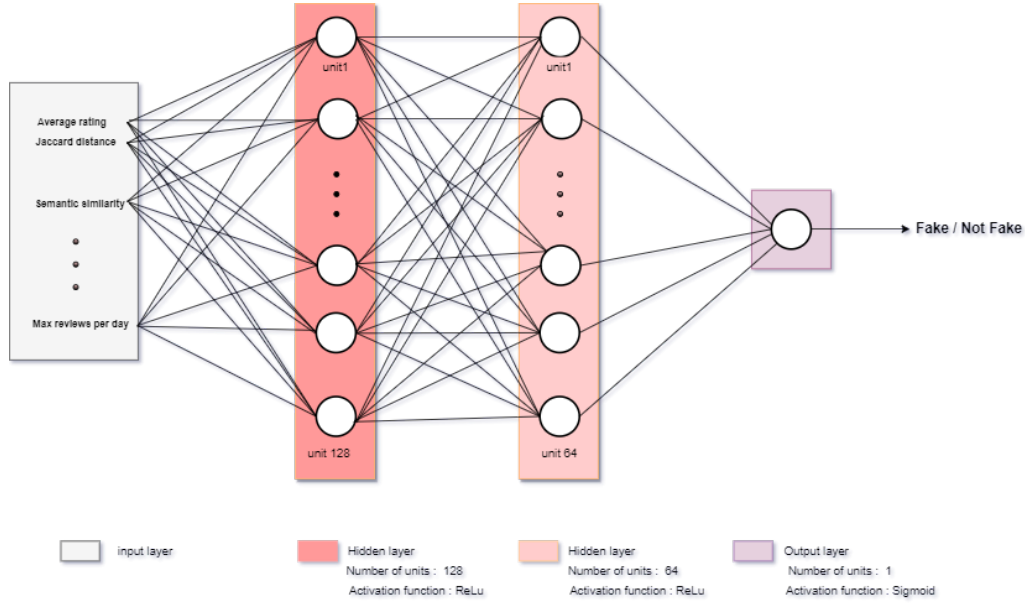 unit1
unit1
Average rating
Jaccard distance
Semantic similarity
Max reviews per day
Fake / Not Fake
unit 128
unit 64
input layer
Hidden layer
Number of units : 128
Activation function : ReLu
Hidden layer
Number of units : 64
Activation function : ReLu
Output layer
Number of units : 1
Activation function : Sigmoid